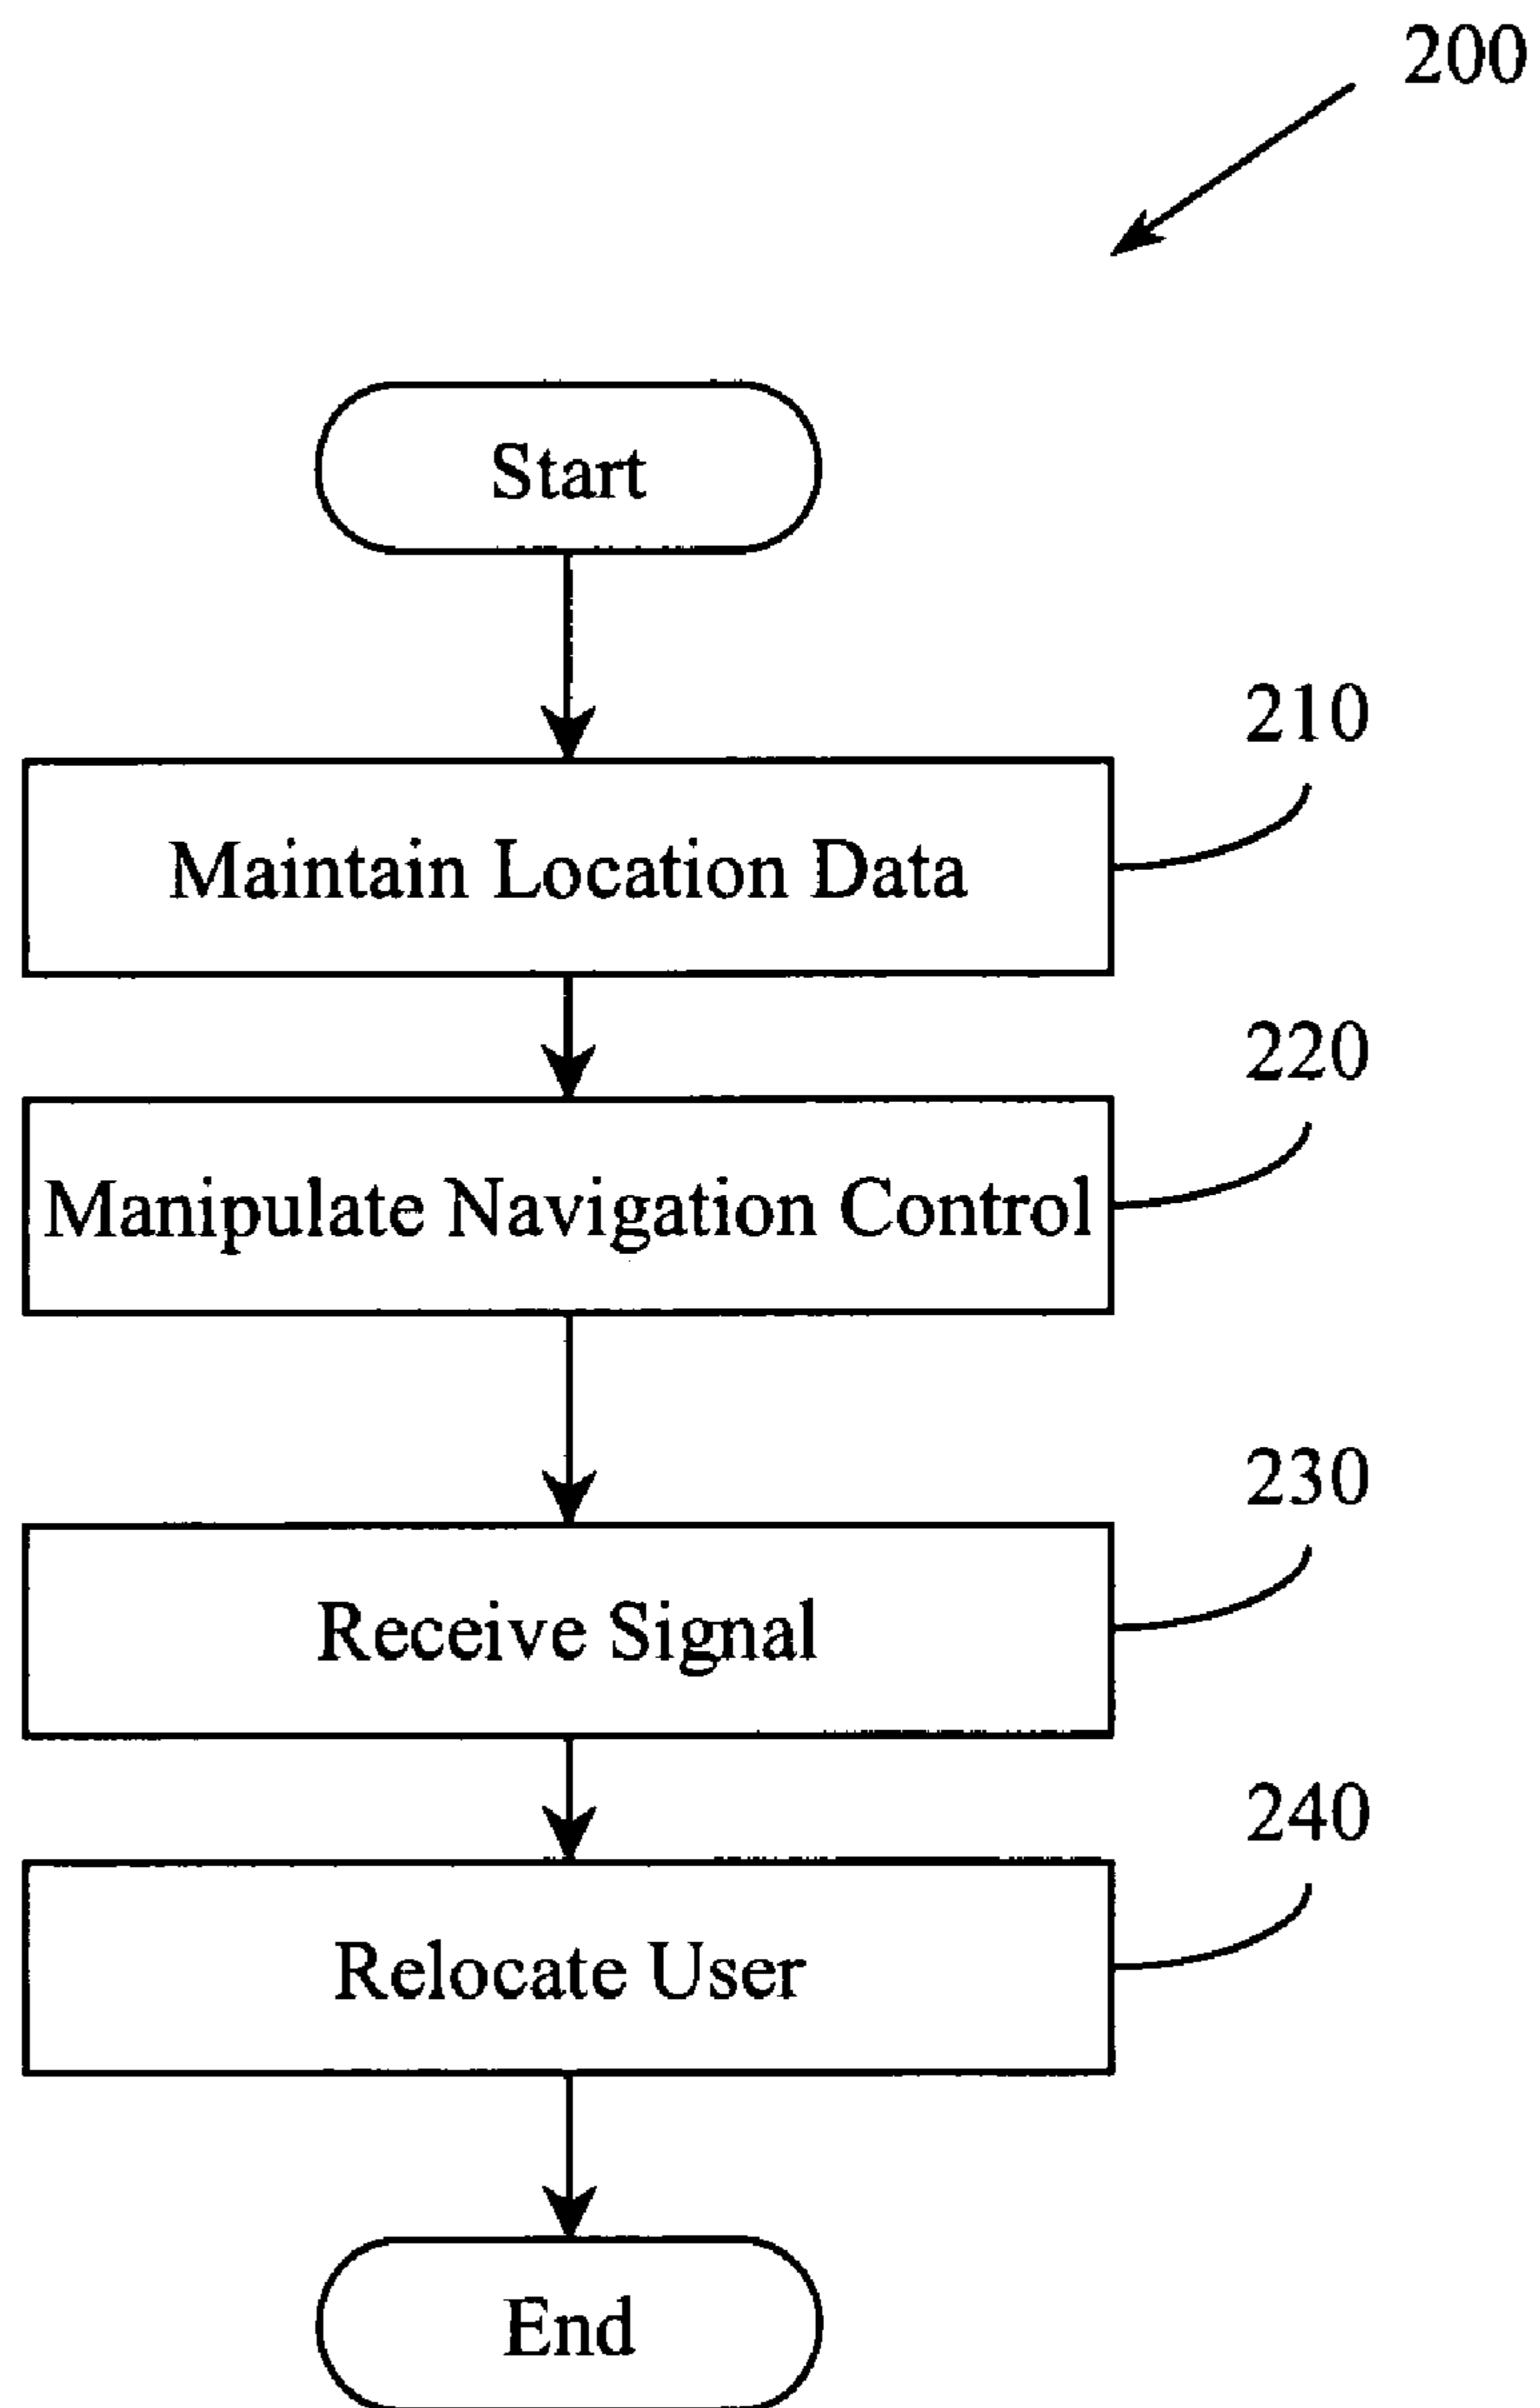 200
Start
210
Maintain Location Data
220
Manipulate Navigation Control
230
Receive Signal
240
Relocate User
End